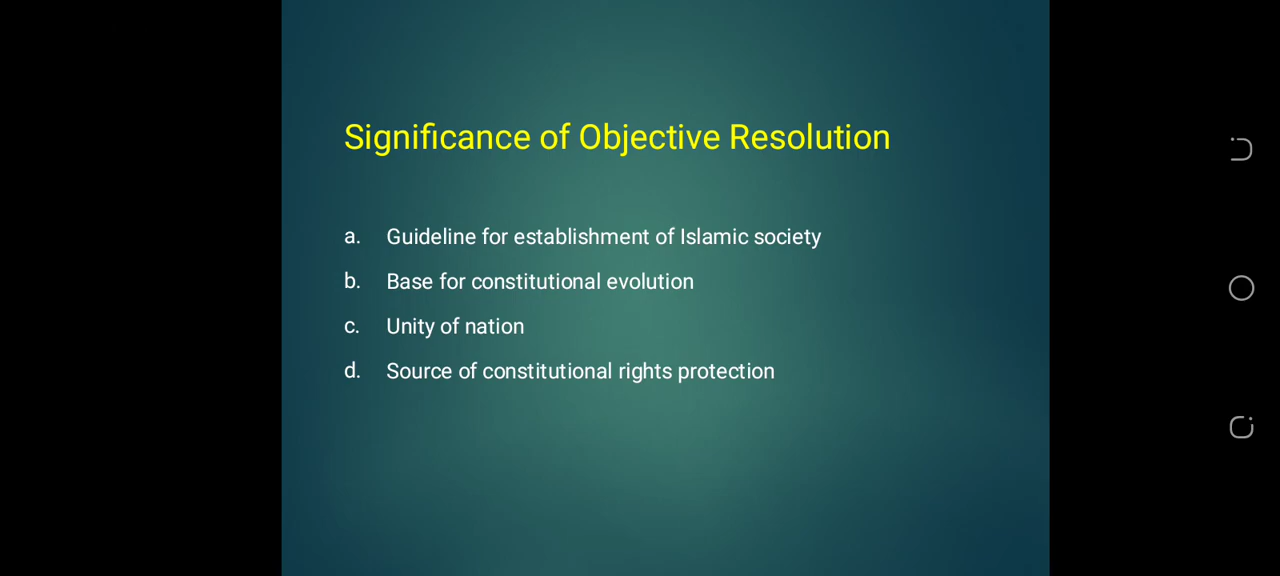 Significance of Objective Resolution
a. Guideline for establishment of Islamic society
b. Base for constitutional evolution
c. Unity of nation
d. Source of constitutional rights protection